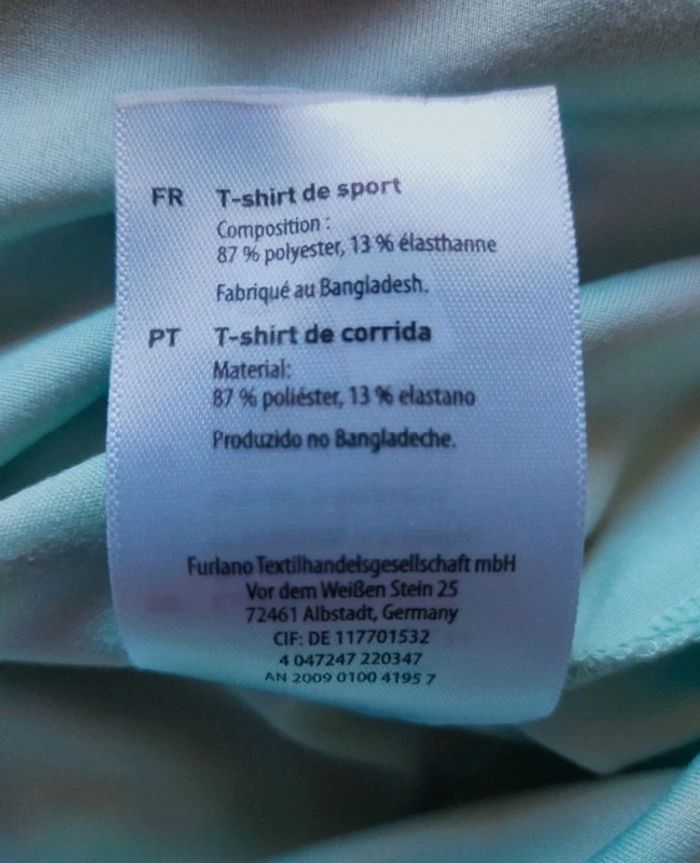 FR T-shirt de sport
Composition :
87 % polyester, 13 % élasthanne
Fabriqué au Bangladesh.
PT T-shirt de corrida
Material:
87 % poliéster, 13 % elastano
Produzido no Bangladeche.
Furlano Textilhandelsgesellschaft mbH
Vor dem Weißen Stein 25
72461 Albstadt, Germany
CIF: DE 117701532
4 047247 220347
AN 2009 0100 4195 7